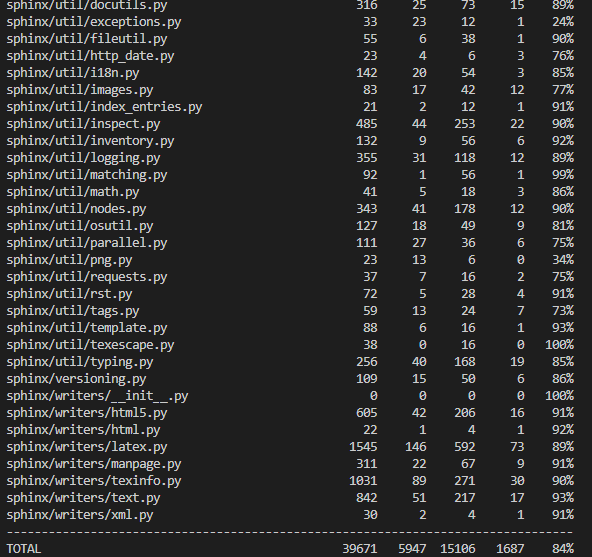 sphinx/util/docutils.py 316 25 73 15 89%
sphinx/util/exceptions.py 33 23 12 1 24%
sphinx/util/fileutil.py 55 6 38 1 90%
sphinx/util/http_date.py 23 4 6 3 76%
sphinx/util/i18n.py 142 20 54 3 85%
sphinx/util/images.py 83 17 42 12 77%
sphinx/util/index_entries.py 21 2 12 1 91%
sphinx/util/inspect.py 485 44 253 22 90%
sphinx/util/inventory.py 132 9 56 6 92%
sphinx/util/logging.py 355 31 118 12 89%
sphinx/util/matching.py 92 1 56 1 99%
sphinx/util/math.py 41 5 18 3 86%
sphinx/util/nodes.py 343 41 178 12 90%
sphinx/util/osutil.py 127 18 49 9 81%
sphinx/util/parallel.py 111 27 36 6 75%
sphinx/util/png.py 23 13 6 0 34%
sphinx/util/requests.py 37 7 16 2 75%
sphinx/util/rst.py 72 5 28 4 91%
sphinx/util/tags.py 59 13 24 7 73%
sphinx/util/template.py 88 6 16 1 93%
sphinx/util/texescape.py 38 0 16 0 100%
sphinx/util/typing.py 256 40 168 19 85%
sphinx/versioning.py 109 15 50 6 86%
sphinx/writers/__init__.py 0 0 0 0 100%
sphinx/writers/html5.py 605 42 206 16 91%
sphinx/writers/html.py 22 1 4 1 92%
sphinx/writers/latex.py 1545 146 592 73 89%
sphinx/writers/manpage.py 311 22 67 9 91%
sphinx/writers/texinfo.py 1031 89 271 30 90%
sphinx/writers/text.py 842 51 217 17 93%
sphinx/writers/xml.py 30 2 4 1 91%
--------------------------------------------------------------------------------
TOTAL 39671 5947 15106 1687 84%